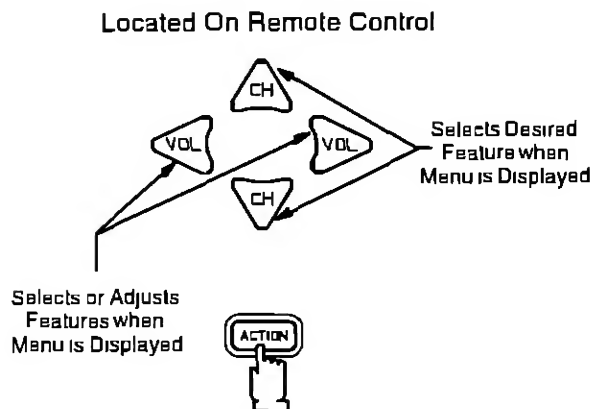 Located On Remote Control
CH
VOL
VOL
CH
Selects Desired
Feature when
Menu is Displayed
Selects or Adjusts
Features when
Menu is Displayed
ACTION